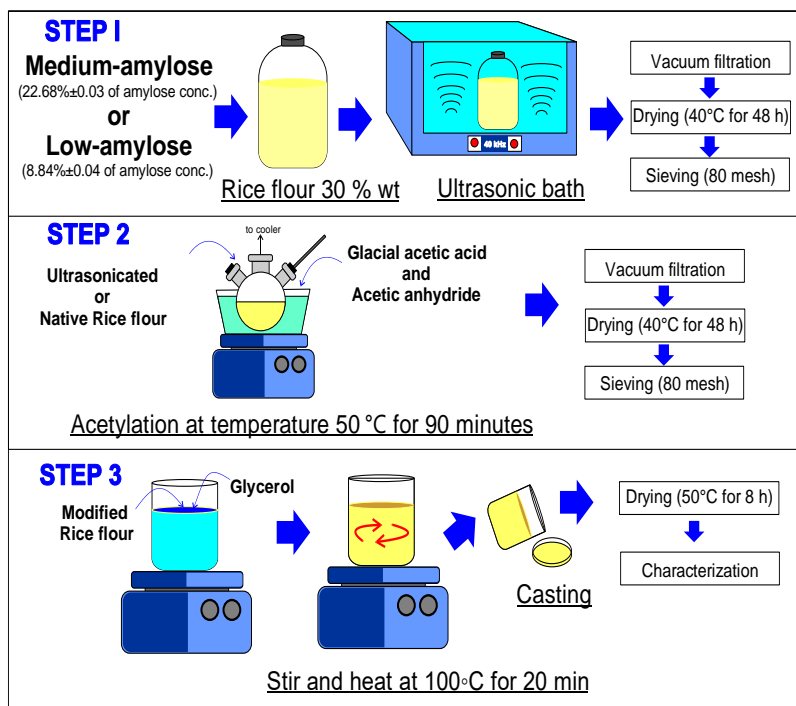 STEP I
Medium-amylose
(22.68%±0.03 of amylose conc.)
or
Low-amylose
(8.84%±0.04 of amylose conc.)
Rice flour 30 % wt
40 kHz
Ultrasonic bath
Vacuum filtration
Drying (40°C for 48 h)
Sieving (80 mesh)
STEP 2
Ultrasonicated
or
Native Rice flour
to cooler
Glacial acetic acid
and
Acetic anhydride
Vacuum filtration
Drying (40°C for 48 h)
Sieving (80 mesh)
Acetylation at temperature 50 °C for 90 minutes
STEP 3
Modified
Rice flour
Glycerol
Casting
Drying (50°C for 8 h)
Characterization
Stir and heat at 100◦C for 20 min